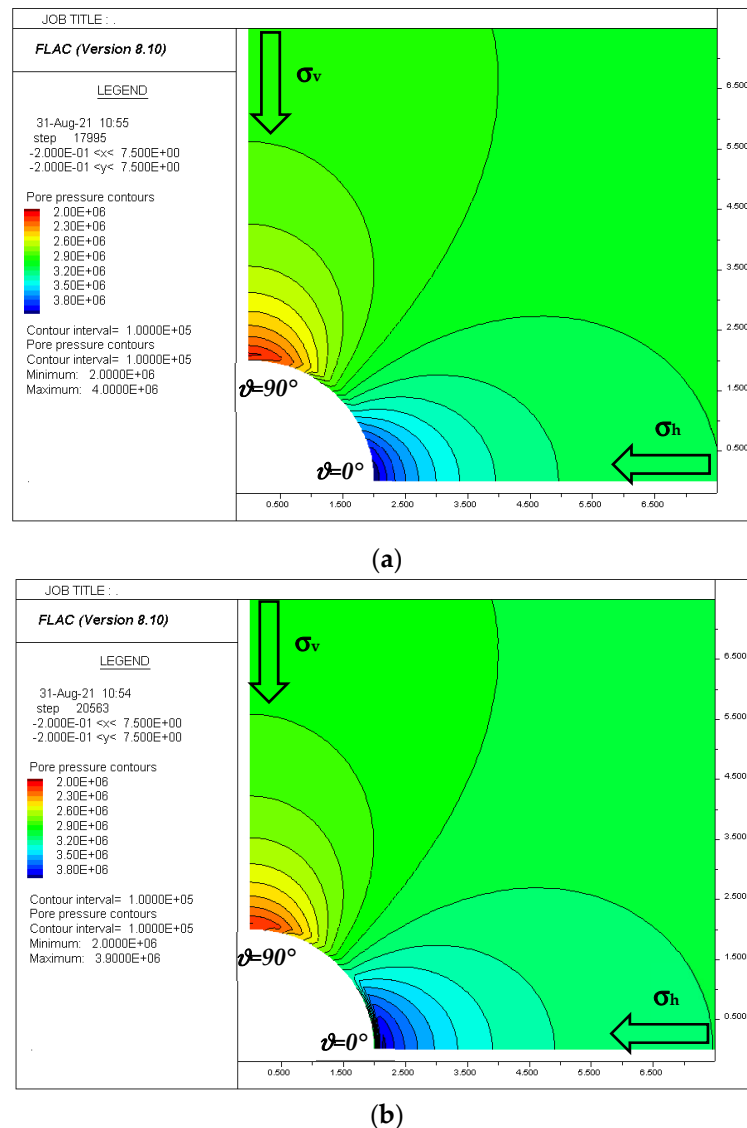 JOB TITLE : .
FLAC (Version 8.10)
LEGEND
31-Aug-21 10:55
step 17995
-2.000E-01 <x< 7.500E+00
-2.000E-01 <y< 7.500E+00
Pore pressure contours
2.00E+06
2.30E+06
2.60E+06
2.90E+06
3.20E+06
3.50E+06
3.80E+06
Contour interval= 1.0000E+05
Pore pressure contours
Contour interval= 1.0000E+05
Minimum: 2.0000E+06
Maximum: 4.0000E+06
σv
σh
ϑ=90°
ϑ=0°
6.500
5.500
4.500
3.500
2.500
1.500
0.500
0.500 1.500 2.500 3.500 4.500 5.500 6.500
(a)
JOB TITLE : .
FLAC (Version 8.10)
LEGEND
31-Aug-21 10:54
step 20563
-2.000E-01 <x< 7.500E+00
-2.000E-01 <y< 7.500E+00
Pore pressure contours
2.00E+06
2.30E+06
2.60E+06
2.90E+06
3.20E+06
3.50E+06
3.80E+06
Contour interval= 1.0000E+05
Pore pressure contours
Contour interval= 1.0000E+05
Minimum: 2.0000E+06
Maximum: 3.9000E+06
σv
σh
ϑ=90°
ϑ=0°
6.500
5.500
4.500
3.500
2.500
1.500
0.500
0.500 1.500 2.500 3.500 4.500 5.500 6.500
(b)